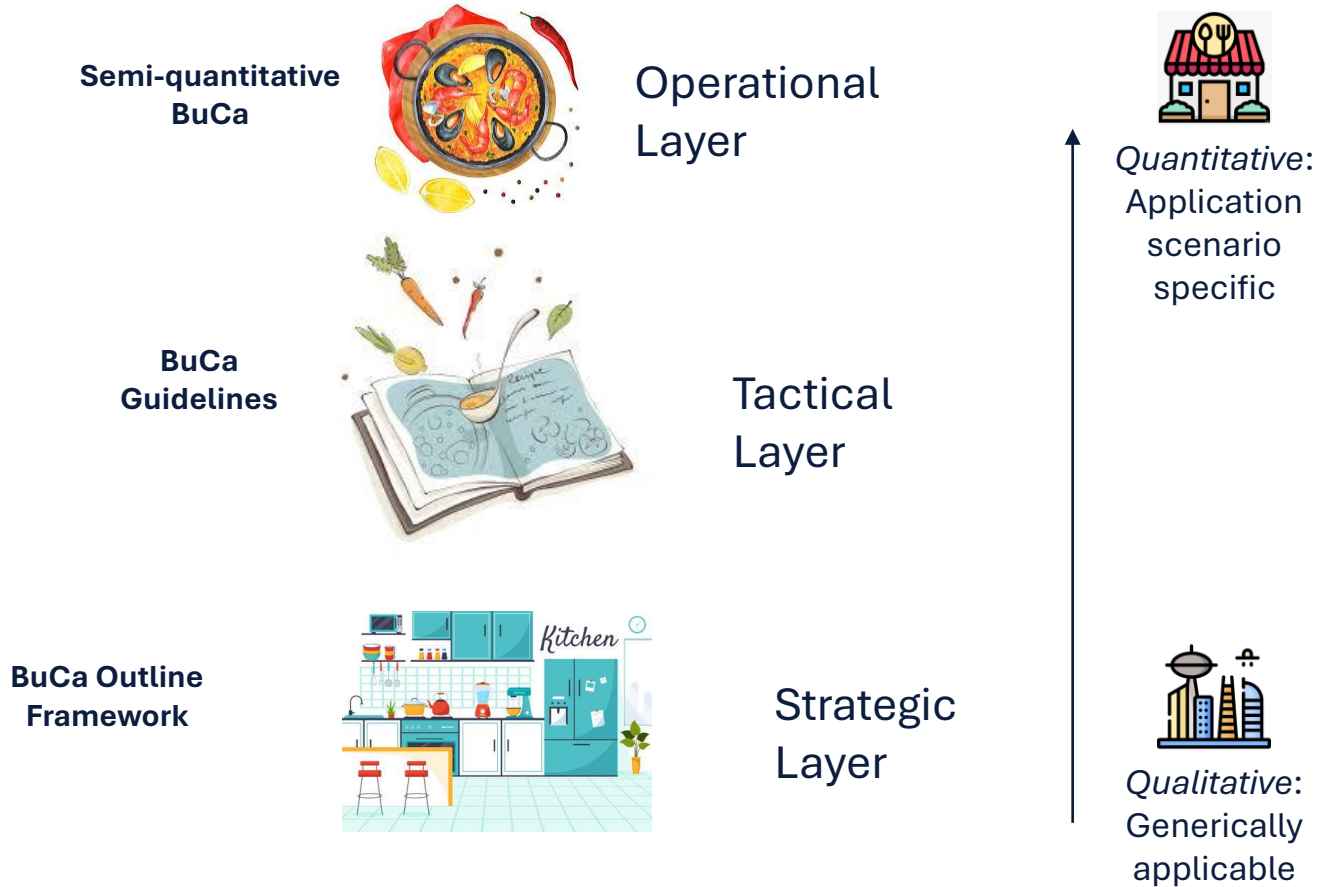 Semi-quantitative
BuCa
Operational
Layer
Quantitative:
Application
scenario
specific
BuCa
Guidelines
Recipe
Tactical
Layer
BuCa Outline
Framework
Kitchen
Strategic
Layer
Qualitative:
Generically
applicable